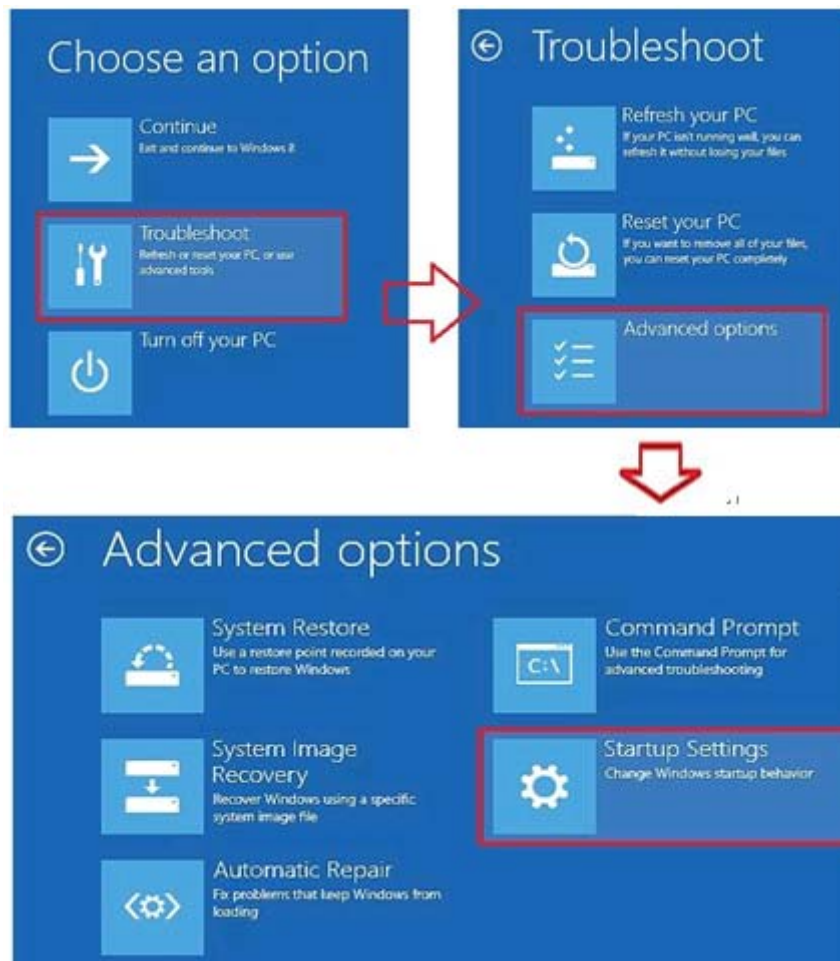 Choose an option
Continue
Exit and continue to Windows 8
Troubleshoot
Refresh or reset your PC, or use
advanced tools
Turn off your PC
Troubleshoot
Refresh your PC
If your PC isn't running well, you can
refresh it without losing your files
Reset your PC
If you want to remove all of your files,
you can reset your PC completely
Advanced options
Advanced options
System Restore
Use a restore point recorded on your
PC to restore Windows
System Image
Recovery
Recover Windows using a specific
system image file
Automatic Repair
Fix problems that keep Windows from
loading
Command Prompt
Use the Command Prompt for
advanced troubleshooting
C:\
Startup Settings
Change Windows startup behavior